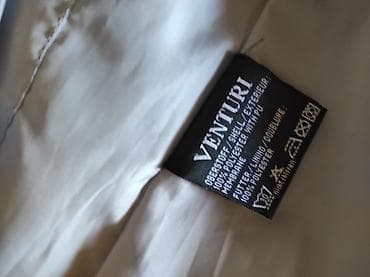 VENTURI
OBERSTOFF / SHELL / EXTERIEUR :
100% POLYESTER WITH PU
MEMBRANE
FUTTER / LINING / DOUBLURE :
100% POLYESTER